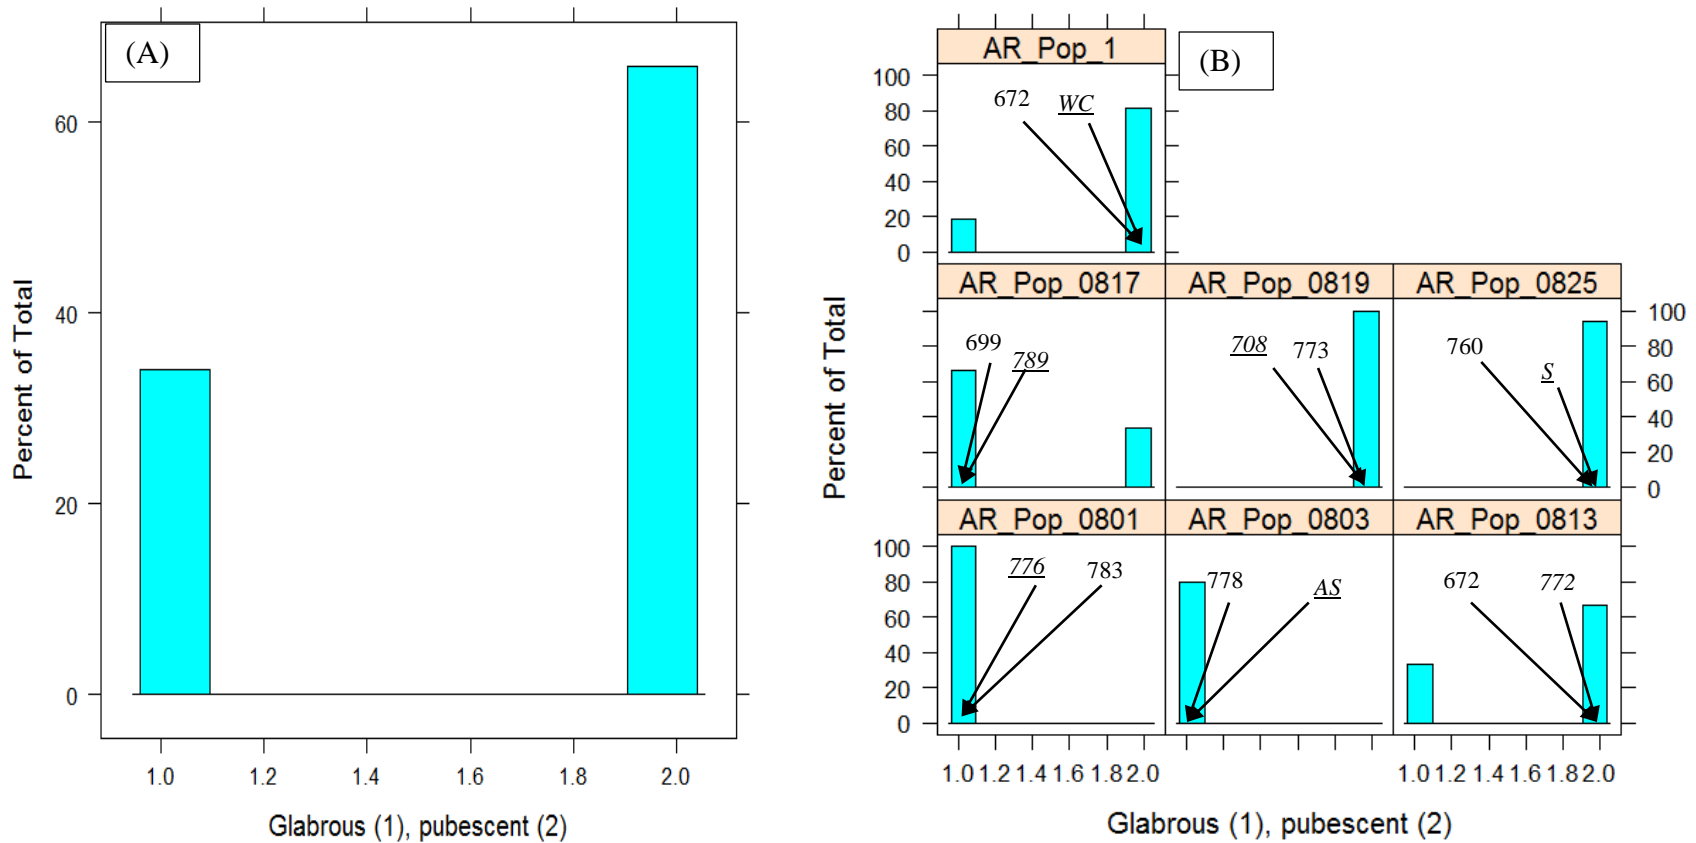 (A)
Percent of Total
60
40
20
0
1.0 1.2 1.4 1.6 1.8 2.0
Glabrous (1), pubescent (2)
(B)
Percent of Total
AR_Pop_1
100
80
60
40
20
0
672 WC
AR_Pop_0817 AR_Pop_0819 AR_Pop_0825
699 789
708 773
760 S
100
80
60
40
20
0
AR_Pop_0801 AR_Pop_0803 AR_Pop_0813
100
80
60
40
20
0
776 783
778 AS
672 772
1.0 1.2 1.4 1.6 1.8 2.0
1.0 1.2 1.4 1.6 1.8 2.0
Glabrous (1), pubescent (2)